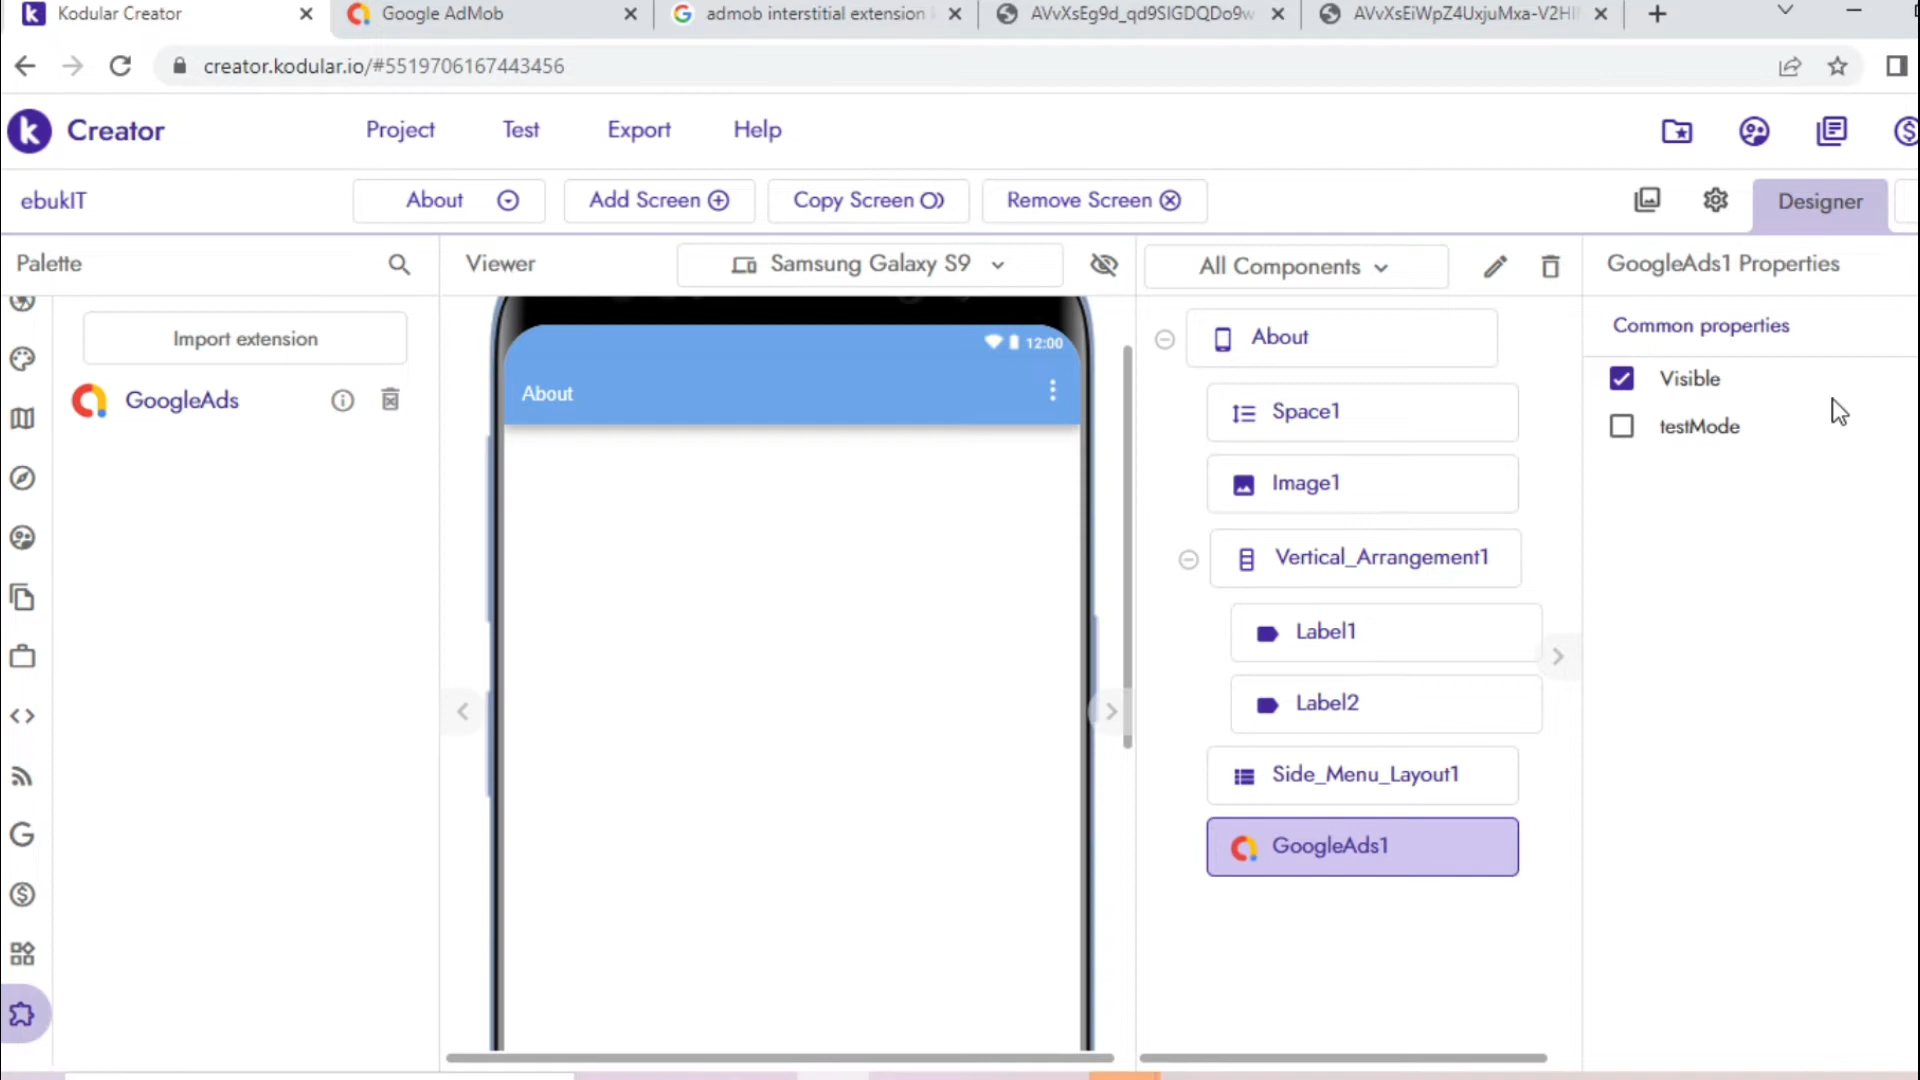 Kodular Creator
Google AdMob
admob interstitial extension
AVvXsEg9d_qd9SlGDQDo9w
AVvXsEiWpZ4UxjuMxa-V2HlI
creator.kodular.io/#5519706167443456
Creator
Project
Test
Export
Help
ebukIT
About
Add Screen
Copy Screen
Remove Screen
Designer
Palette
Viewer
Samsung Galaxy S9
All Components
GoogleAds1 Properties
Import extension
GoogleAds
12:00
About
About
Space1
Image1
Vertical_Arrangement1
Label1
Label2
Side_Menu_Layout1
GoogleAds1
Common properties
Visible
testMode